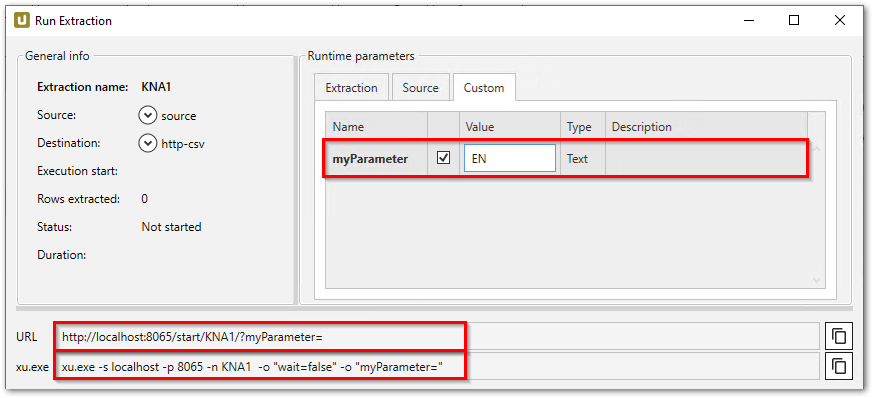 Run Extraction
General info
Extraction name: KNA1
Source: source
Destination: http-csv
Execution start:
Rows extracted: 0
Status: Not started
Duration:
Runtime parameters
Extraction Source Custom
Name Value Type Description
myParameter EN Text
URL http://localhost:8065/start/KNA1/?myParameter=
xu.exe xu.exe -s localhost -p 8065 -n KNA1  -o "wait=false" -o "myParameter="